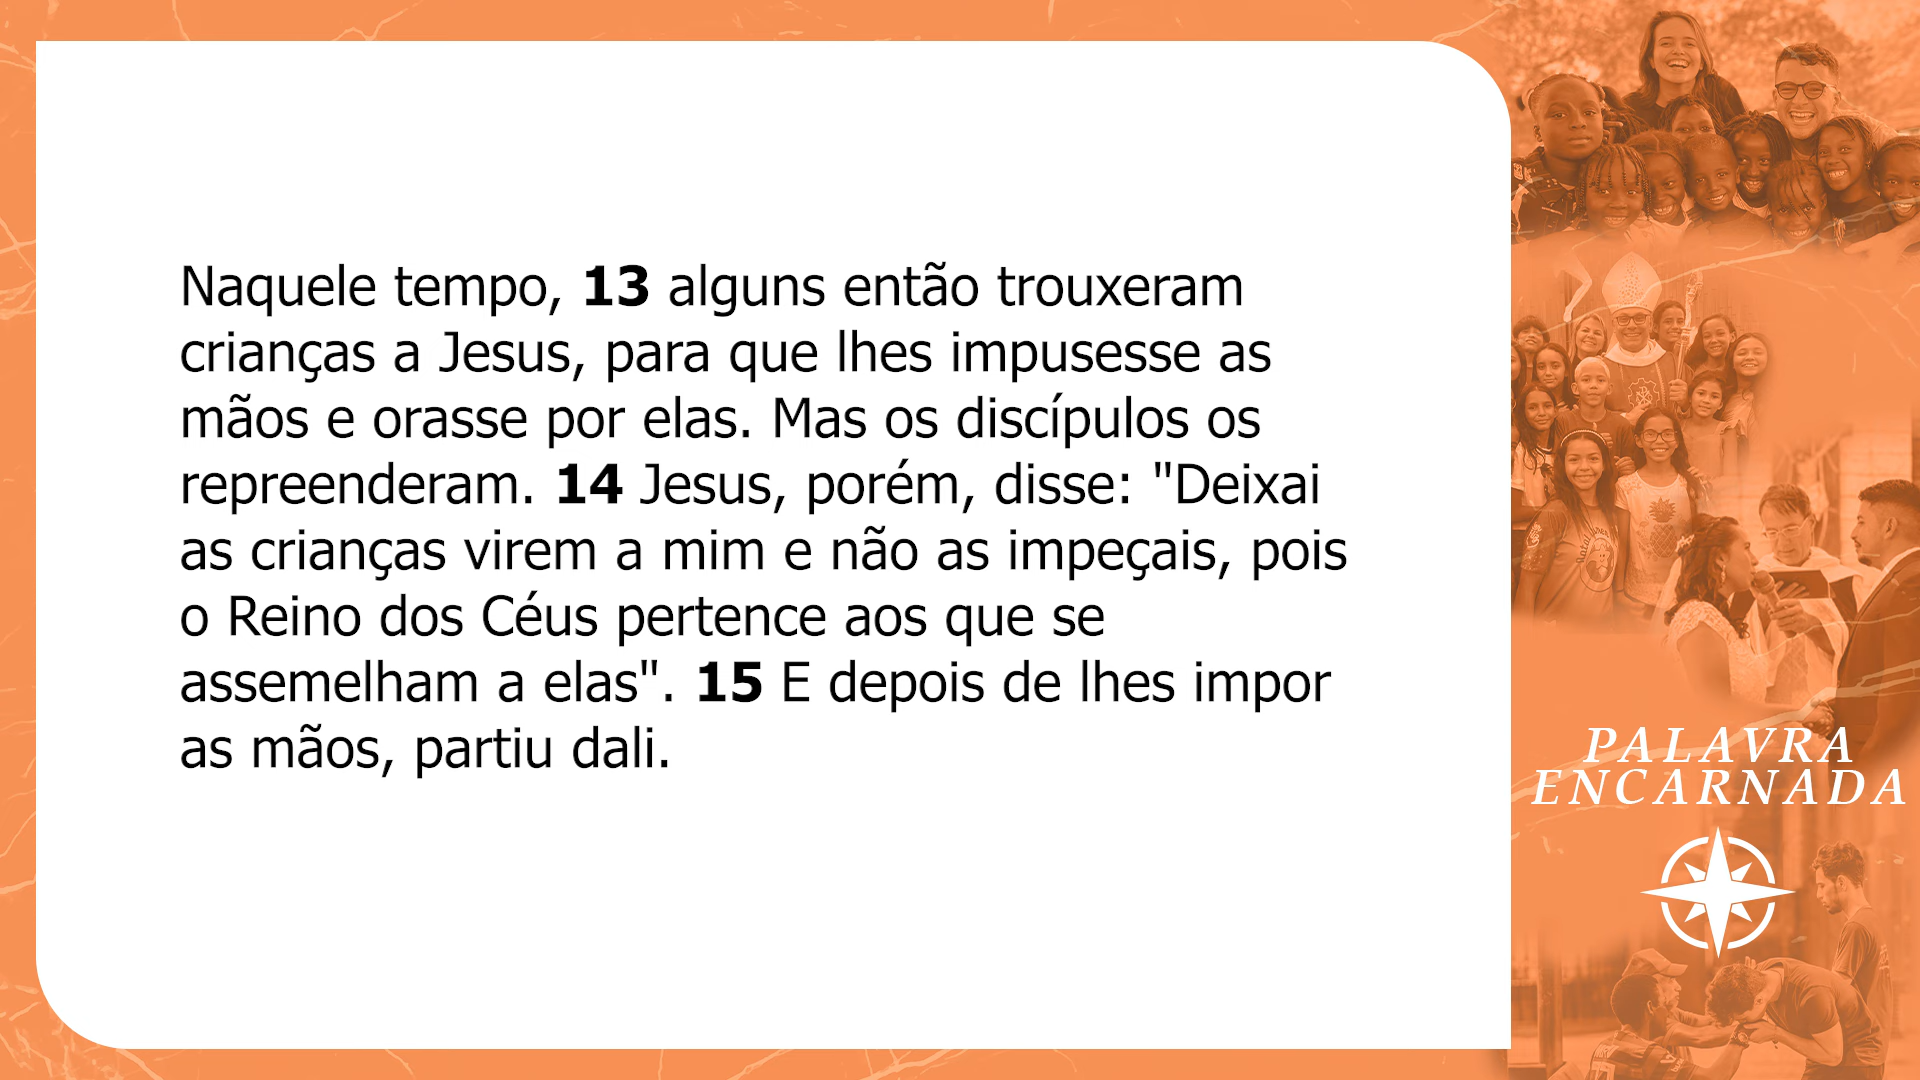 Naquele tempo, 13 alguns então trouxeram
crianças a Jesus, para que lhes impusesse as
mãos e orasse por elas. Mas os discípulos os
repreenderam. 14 Jesus, porém, disse: "Deixai
as crianças virem a mim e não as impeçais, pois
o Reino dos Céus pertence aos que se
assemelham a elas". 15 E depois de lhes impor
as mãos, partiu dali.
PALAVRA
ENCARNADA